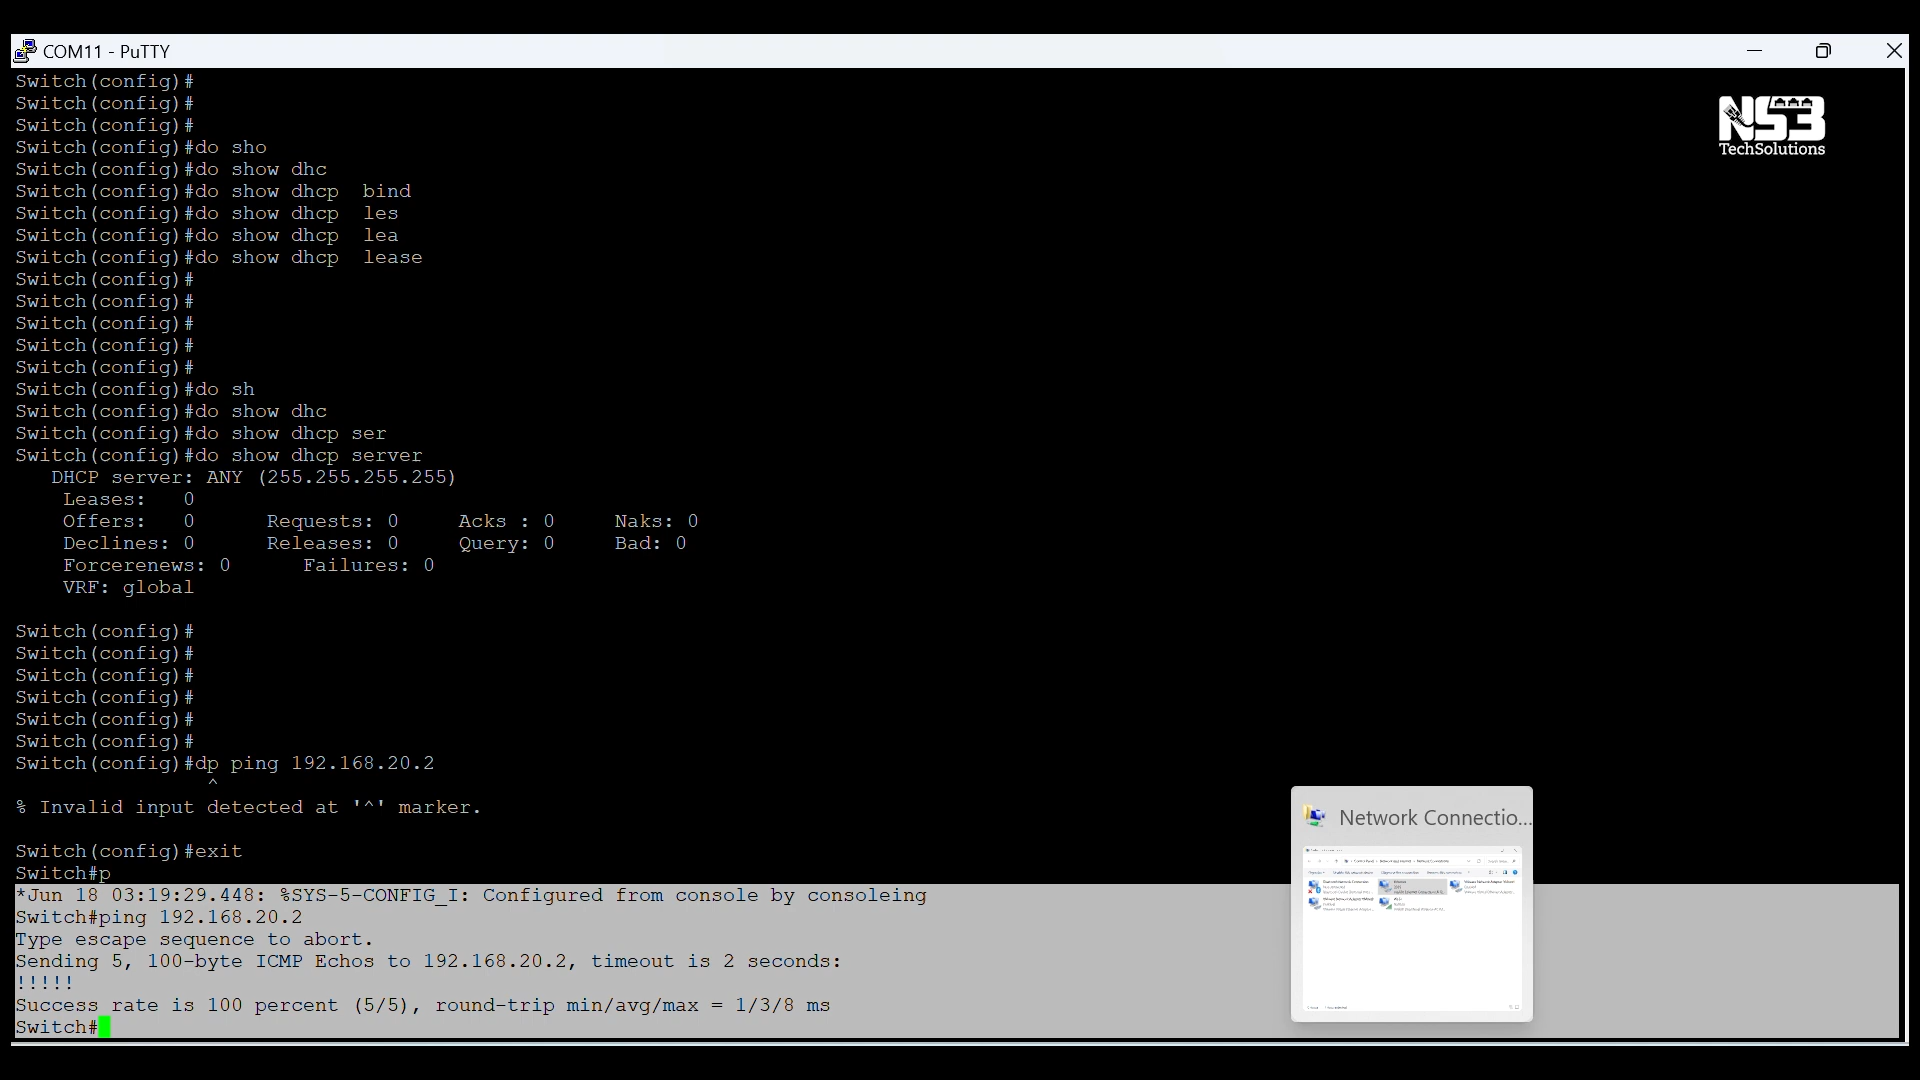 COM11 - PuTTY
Switch(config)#
Switch(config)#
Switch(config)#
Switch(config)#do sho
Switch(config)#do show dhc
Switch(config)#do show dhcp  bind
Switch(config)#do show dhcp  les
Switch(config)#do show dhcp  lea
Switch(config)#do show dhcp  lease
Switch(config)#
Switch(config)#
Switch(config)#
Switch(config)#
Switch(config)#
Switch(config)#do sh
Switch(config)#do show dhc
Switch(config)#do show dhcp ser
Switch(config)#do show dhcp server
   DHCP server: ANY (255.255.255.255)
    Leases:   0
    Offers:   0      Requests: 0     Acks : 0     Naks: 0
    Declines: 0      Releases: 0     Query: 0     Bad: 0
    Forcerenews: 0      Failures: 0
    VRF: global
Switch(config)#
Switch(config)#
Switch(config)#
Switch(config)#
Switch(config)#
Switch(config)#
Switch(config)#dp ping 192.168.20.2
                ^
% Invalid input detected at '^' marker.
Switch(config)#exit
Switch#p
*Jun 18 03:19:29.448: %SYS-5-CONFIG_I: Configured from console by consoleing
Switch#ping 192.168.20.2
Type escape sequence to abort.
Sending 5, 100-byte ICMP Echos to 192.168.20.2, timeout is 2 seconds:
!!!!!
Success rate is 100 percent (5/5), round-trip min/avg/max = 1/3/8 ms
Switch#
NS3
TechSolutions
Network Connectio...